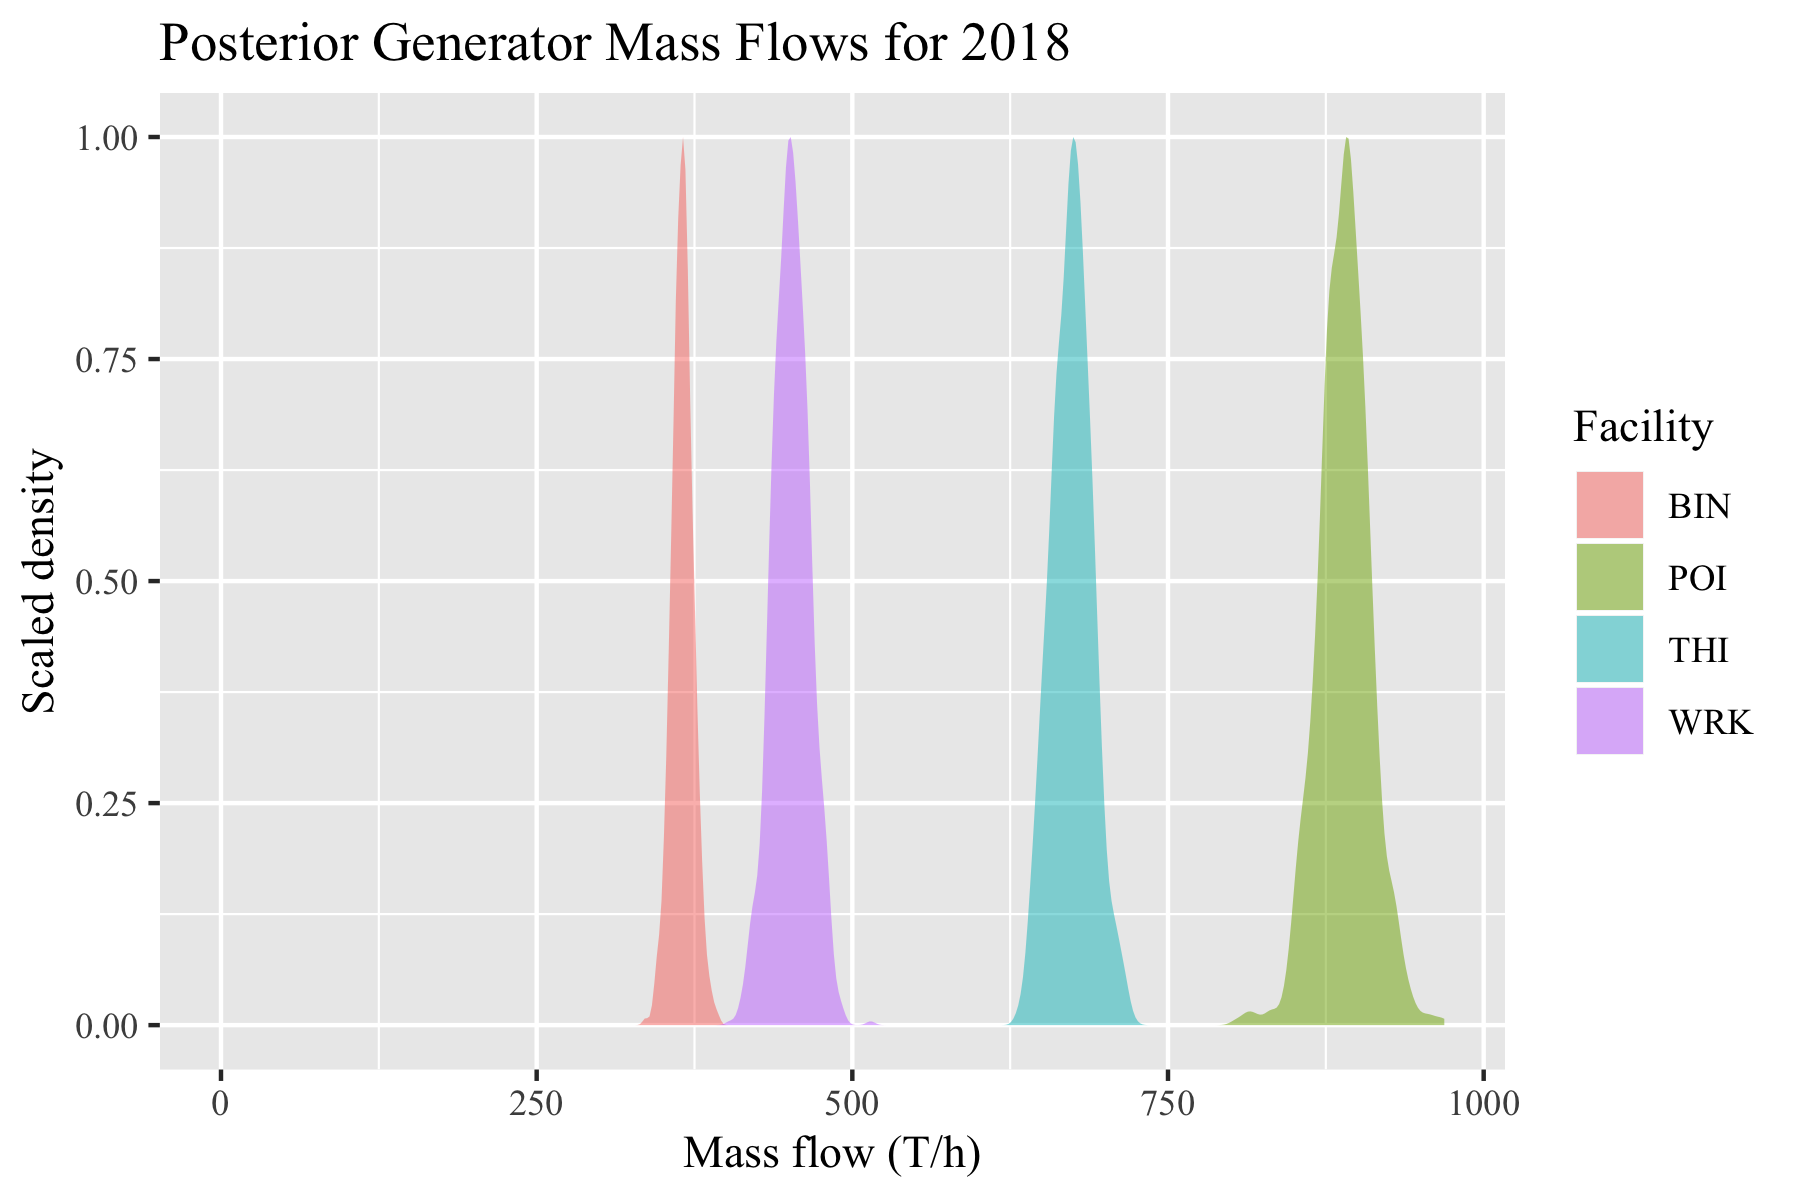 Posterior Generator Mass Flows for 2018
1.00
0.75
0.50
0.25
0.00
Scaled density
0 250 500 750 1000
Mass flow (T/h)
Facility
BIN
POI
THI
WRK